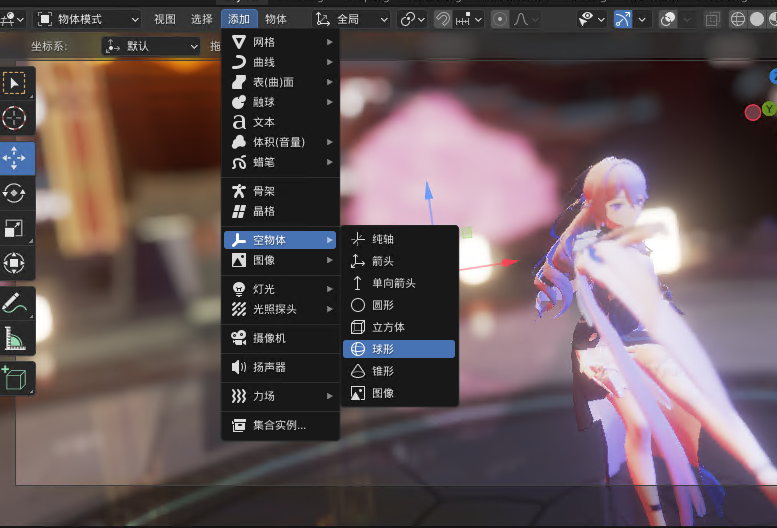 物体模式
视图
选择
添加
物体
全局
坐标系:
默认
拖
网格
曲线
表(曲)面
融球
文本
体积(音量)
蜡笔
骨架
晶格
空物体
图像
灯光
光照探头
摄像机
扬声器
力场
集合实例...
纯轴
箭头
单向箭头
圆形
立方体
球形
锥形
图像
Y